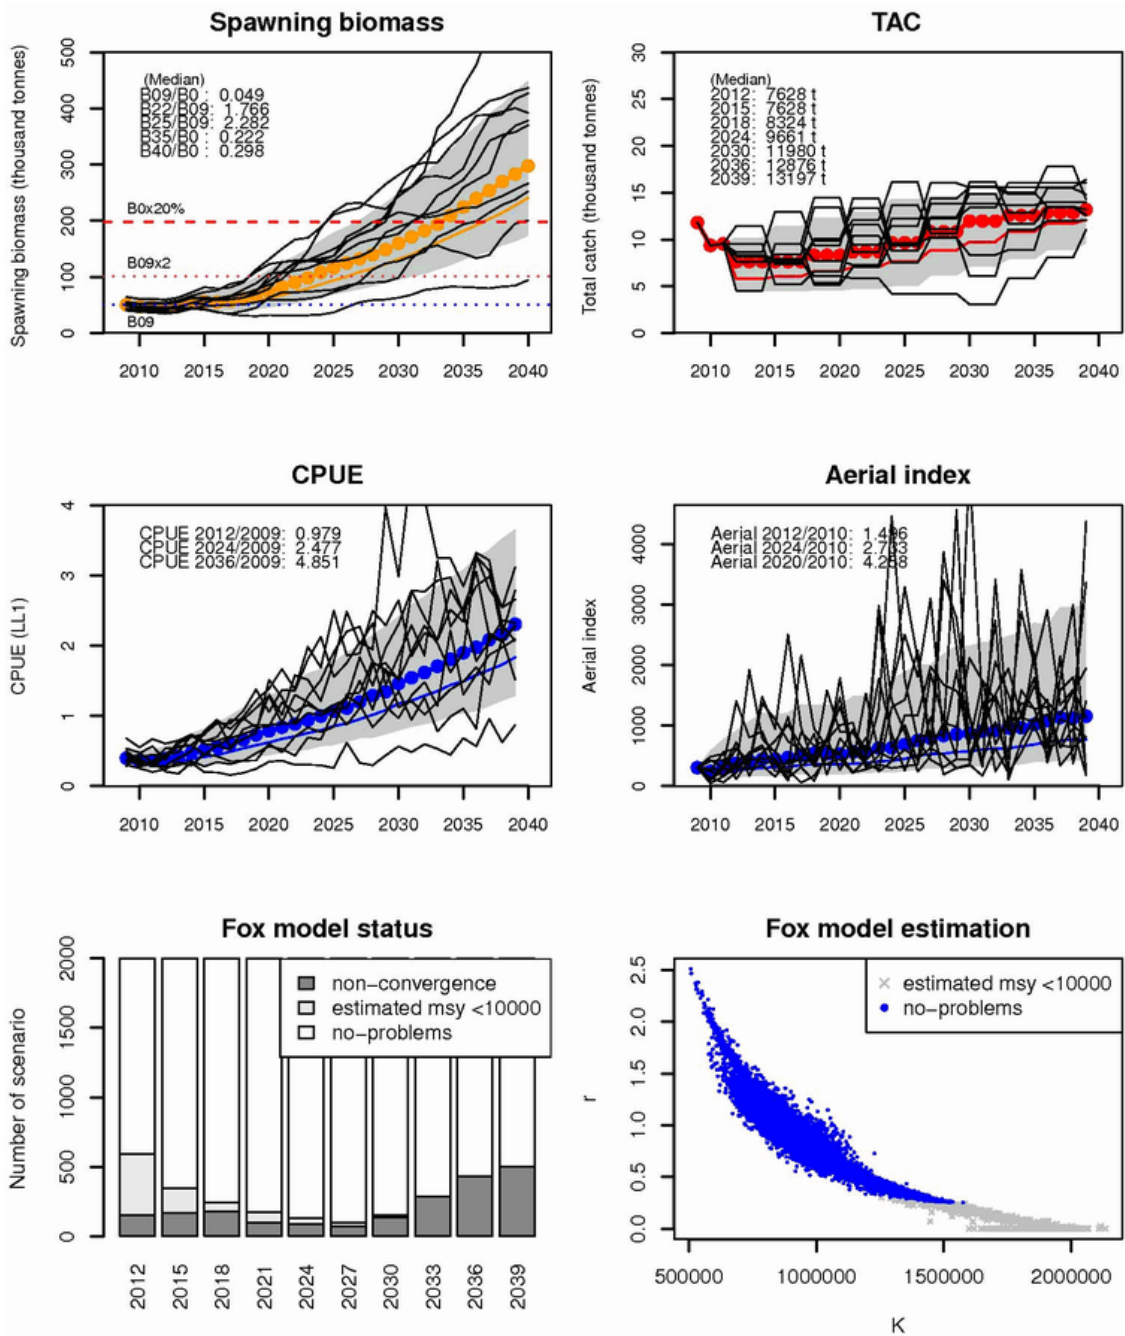 Spawning biomass
Spawning biomass (thousand tonnes)
500
400
300
200
100
0
(Median)
B09/B0 : 0.049
B22/B09: 1.766
B25/B09: 2.282
B35/B0 : 0.222
B40/B0 : 0.298
B0x20%
B09x2
B09
2010 2015 2020 2025 2030 2035 2040
TAC
Total catch (thousand tonnes)
30
25
20
15
10
5
0
(Median)
2012: 7628 t
2015: 7628 t
2018: 8324 t
2024: 9661 t
2030: 11980 t
2036: 12876 t
2039: 13197 t
2010 2015 2020 2025 2030 2035 2040
CPUE
CPUE (LL1)
4
3
2
1
0
CPUE 2012/2009: 0.979
CPUE 2024/2009: 2.477
CPUE 2036/2009: 4.851
2010 2015 2020 2025 2030 2035 2040
Aerial index
Aerial index
4000
3000
2000
1000
0
Aerial 2012/2010:
Aerial 2024/2010:
Aerial 2020/2010:
2010 2015 2020 2025 2030 2035 2040
Fox model status
Number of scenario
2000
1500
1000
500
0
non-convergence
estimated msy <10000
no-problems
2012 2015 2018 2021 2024 2027 2030 2033 2036 2039
Fox model estimation
r
2.5
2.0
1.5
1.0
0.5
0.0
estimated msy <10000
no-problems
500000 1000000 1500000 2000000
K